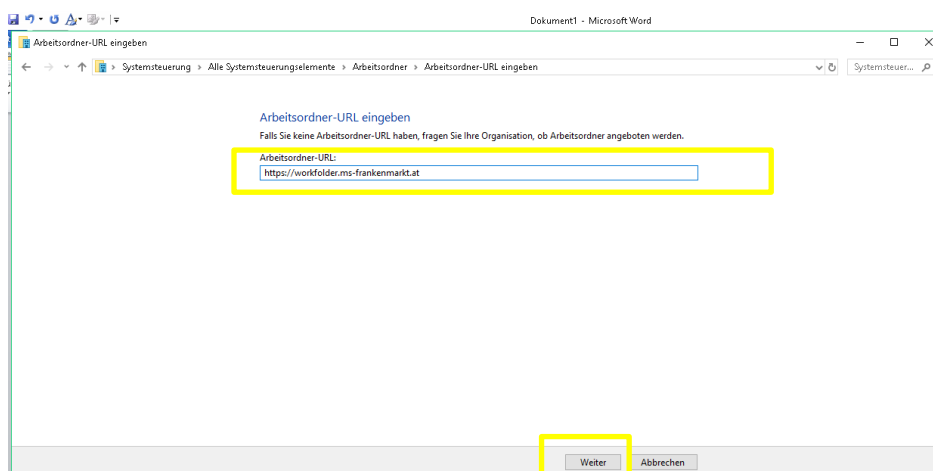 Dokument1 - Microsoft Word
Arbeitsordner-URL eingeben
Systemsteuerung > Alle Systemsteuerungselemente > Arbeitsordner > Arbeitsordner-URL eingeben
Systemsteuer...
Arbeitsordner-URL eingeben
Falls Sie keine Arbeitsordner-URL haben, fragen Sie Ihre Organisation, ob Arbeitsordner angeboten werden.
Arbeitsordner-URL:
https://workfolder.ms-frankenmarkt.at
Weiter
Abbrechen